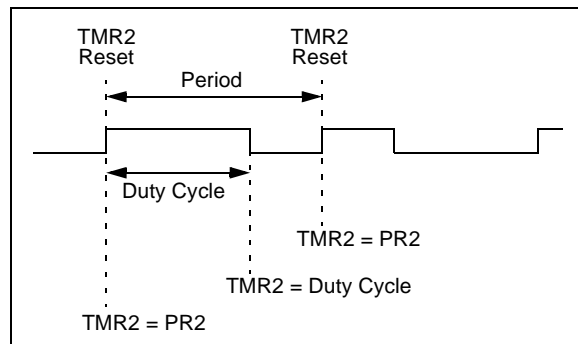 TMR2
Reset
TMR2
Reset
Period
Duty Cycle
TMR2 = PR2
TMR2 = Duty Cycle
TMR2 = PR2